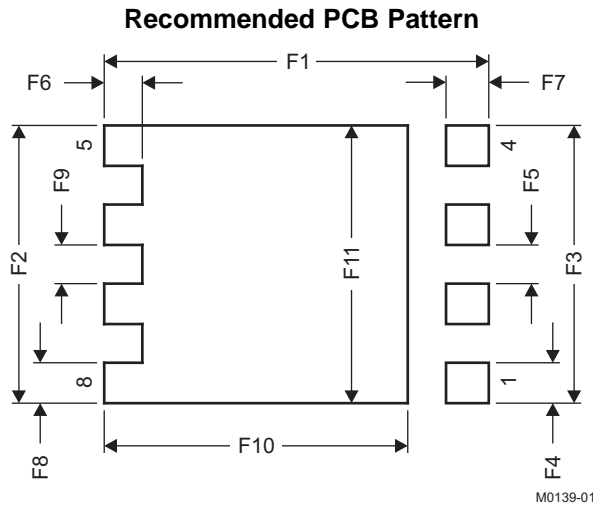 Recommended PCB Pattern
F1
F6
F7
5
4
F9
F5
F2
F11
F3
8
1
F10
F8
F4
M0139-01